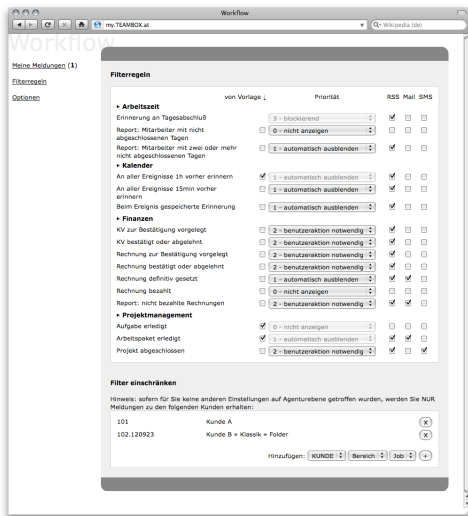 Workflow
my.TEAMBOX.at
Wikipedia (de)
Workflow
Meine Meldungen (1)
Filterregeln
Optionen
Filterregeln
von Vorlage ↓ Priorität RSS Mail SMS
▸ Arbeitszeit
Erinnerung an Tagesabschluß 3 - blockierend
Report: Mitarbeiter mit nicht abgeschlossenen Tagen 0 - nicht anzeigen
Report: Mitarbeiter mit zwei oder mehr nicht abgeschlossenen Tagen 1 - automatisch ausblenden
▸ Kalender
An aller Ereignisse 1h vorher erinnern 1 - automatisch ausblenden
An aller Ereignisse 15min vorher erinnern 1 - automatisch ausblenden
Beim Ereignis gespeicherte Erinnerung 1 - automatisch ausblenden
▸ Finanzen
KV zur Bestätigung vorgelegt 2 - benutzeraktion notwendig
KV bestätigt oder abgelehnt 2 - benutzeraktion notwendig
Rechnung zur Bestätigung vorgelegt 2 - benutzeraktion notwendig
Rechnung bestätigt oder abgelehnt 2 - benutzeraktion notwendig
Rechnung definitiv gesetzt 1 - automatisch ausblenden
Rechnung bezahlt 0 - nicht anzeigen
Report: nicht bezahlte Rechnungen 2 - benutzeraktion notwendig
▸ Projektmanagement
Aufgabe erledigt 0 - nicht anzeigen
Arbeitspaket erledigt 1 - automatisch ausblenden
Projekt abgeschlossen 2 - benutzeraktion notwendig
Filter einschränken
Hinweis: sofern für Sie keine anderen Einstellungen auf Agenturebene getroffen wurden, werden Sie NUR
Meldungen zu den folgenden Kunden erhalten:
101 Kunde A x
102.120923 Kunde B » Klassik » Folder x
Hinzufügen: KUNDE Bereich Job +